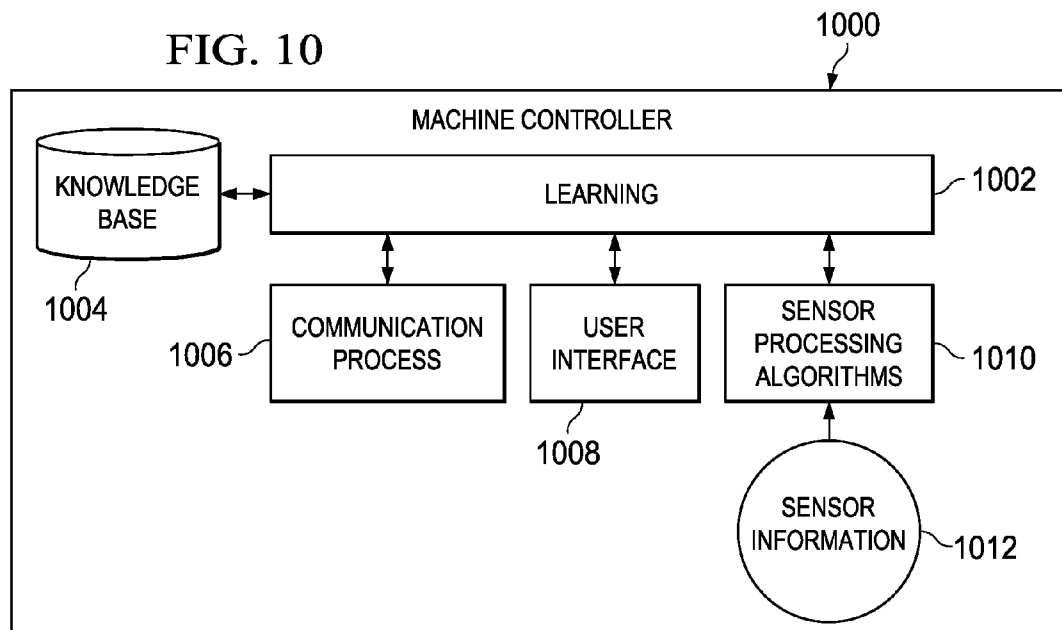 FIG. 10
1000
MACHINE CONTROLLER
KNOWLEDGE
BASE
LEARNING
1002
1004
COMMUNICATION
PROCESS
1006
USER
INTERFACE
1008
SENSOR
PROCESSING
ALGORITHMS
1010
SENSOR
INFORMATION
1012